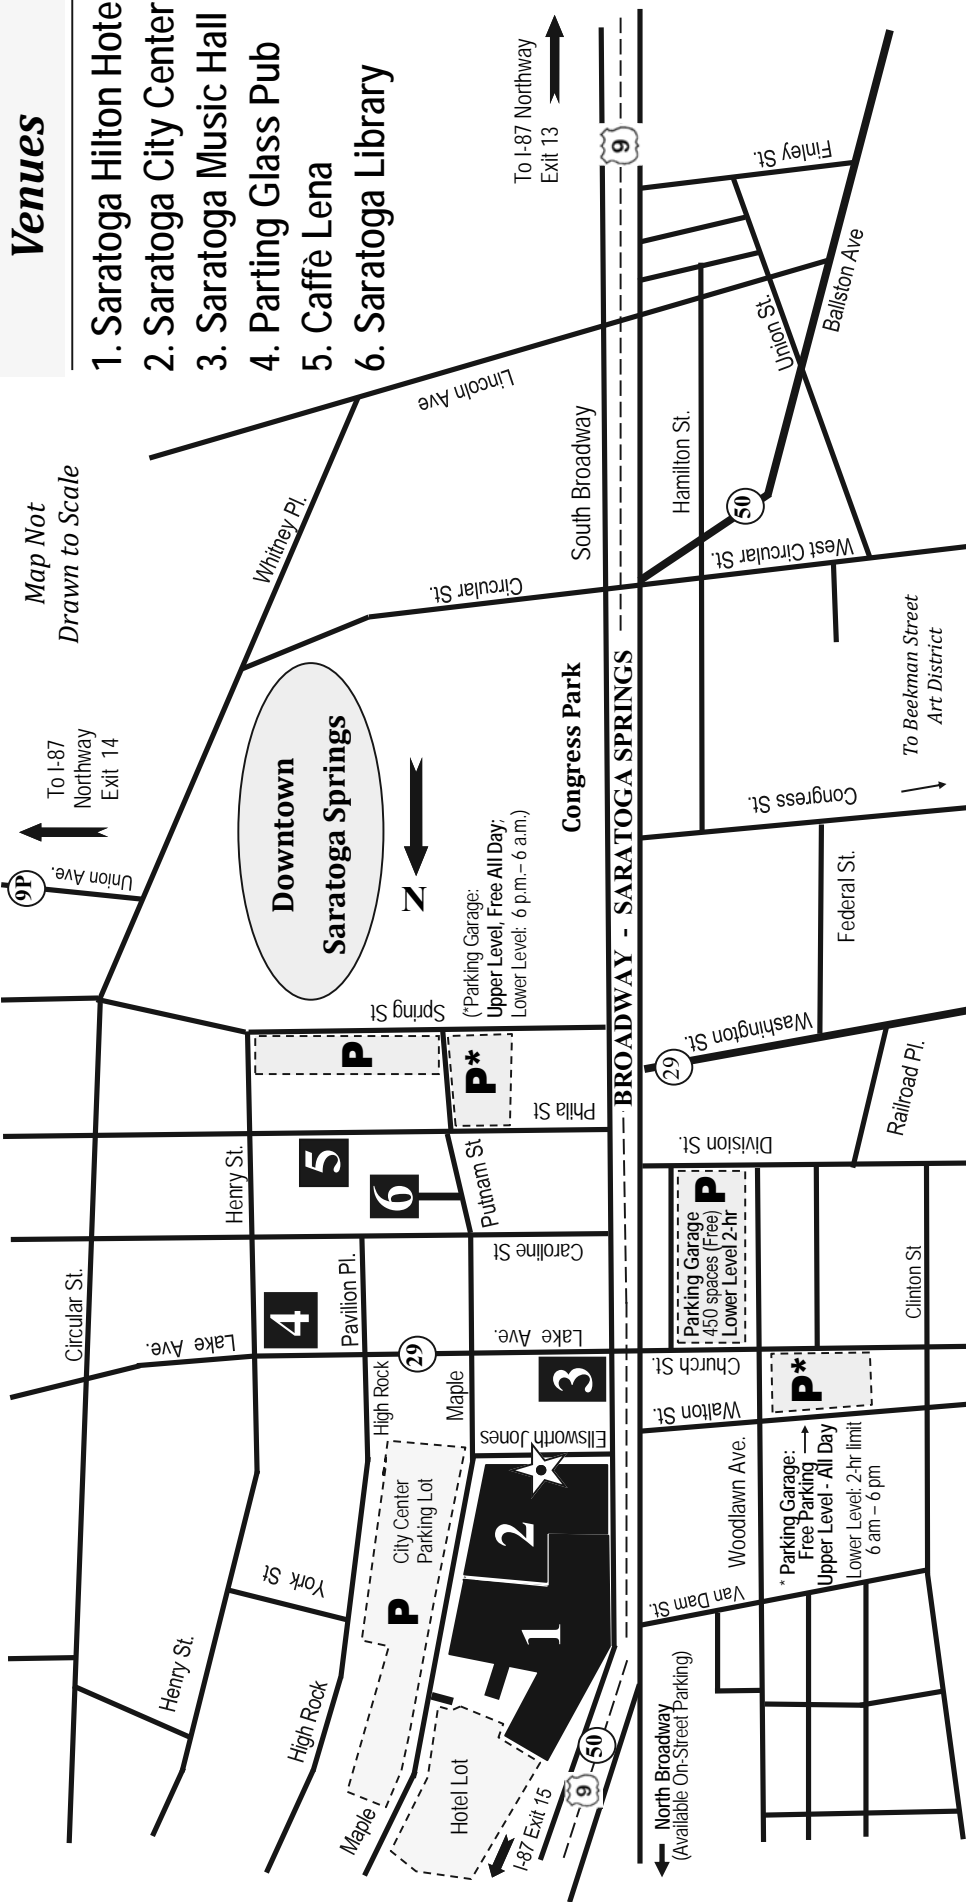 Venues
1. Saratoga Hilton Hote
2. Saratoga City Center
3. Saratoga Music Hall
4. Parting Glass Pub
5. Caffè Lena
6. Saratoga Library
Map Not
Drawn to Scale
To I-87
Northway
Exit 14
9P
Union Ave.
To I-87 Northway
Exit 13
9
Finley St.
Union St.
Ballston Ave
Lincoln Ave
Whitney Pl.
South Broadway
Hamilton St.
50
West Circular St.
Circular St.
Downtown
Saratoga Springs
N
Congress Park
BROADWAY - SARATOGA SPRINGS
To Beekman Street
Art District
Congress St.
Federal St.
(*Parking Garage:
Upper Level, Free All Day;
Lower Level: 6 p.m.– 6 a.m.)
Spring St
P
P*
Phila St
29
Washington St.
Railroad Pl.
Division St.
Henry St.
5
6
Putnam St
Caroline St
P
Parking Garage
450 spaces (Free)
Lower Level 2-hr
Clinton St
Circular St.
Lake Ave.
4
Pavilion Pl.
29
Lake Ave.
3
Church St.
P*
Walton St.
High Rock
Maple
Ellsworth Jones
City Center
Parking Lot
P
2
1
Woodlawn Ave.
* Parking Garage:
Free Parking
Upper Level - All Day
Lower Level: 2-hr limit
6 am – 6 pm
Van Dam St.
York St
Henry St.
High Rock
Maple
Hotel Lot
I-87 Exit 15
9
50
North Broadway
(Available On-Street Parking)